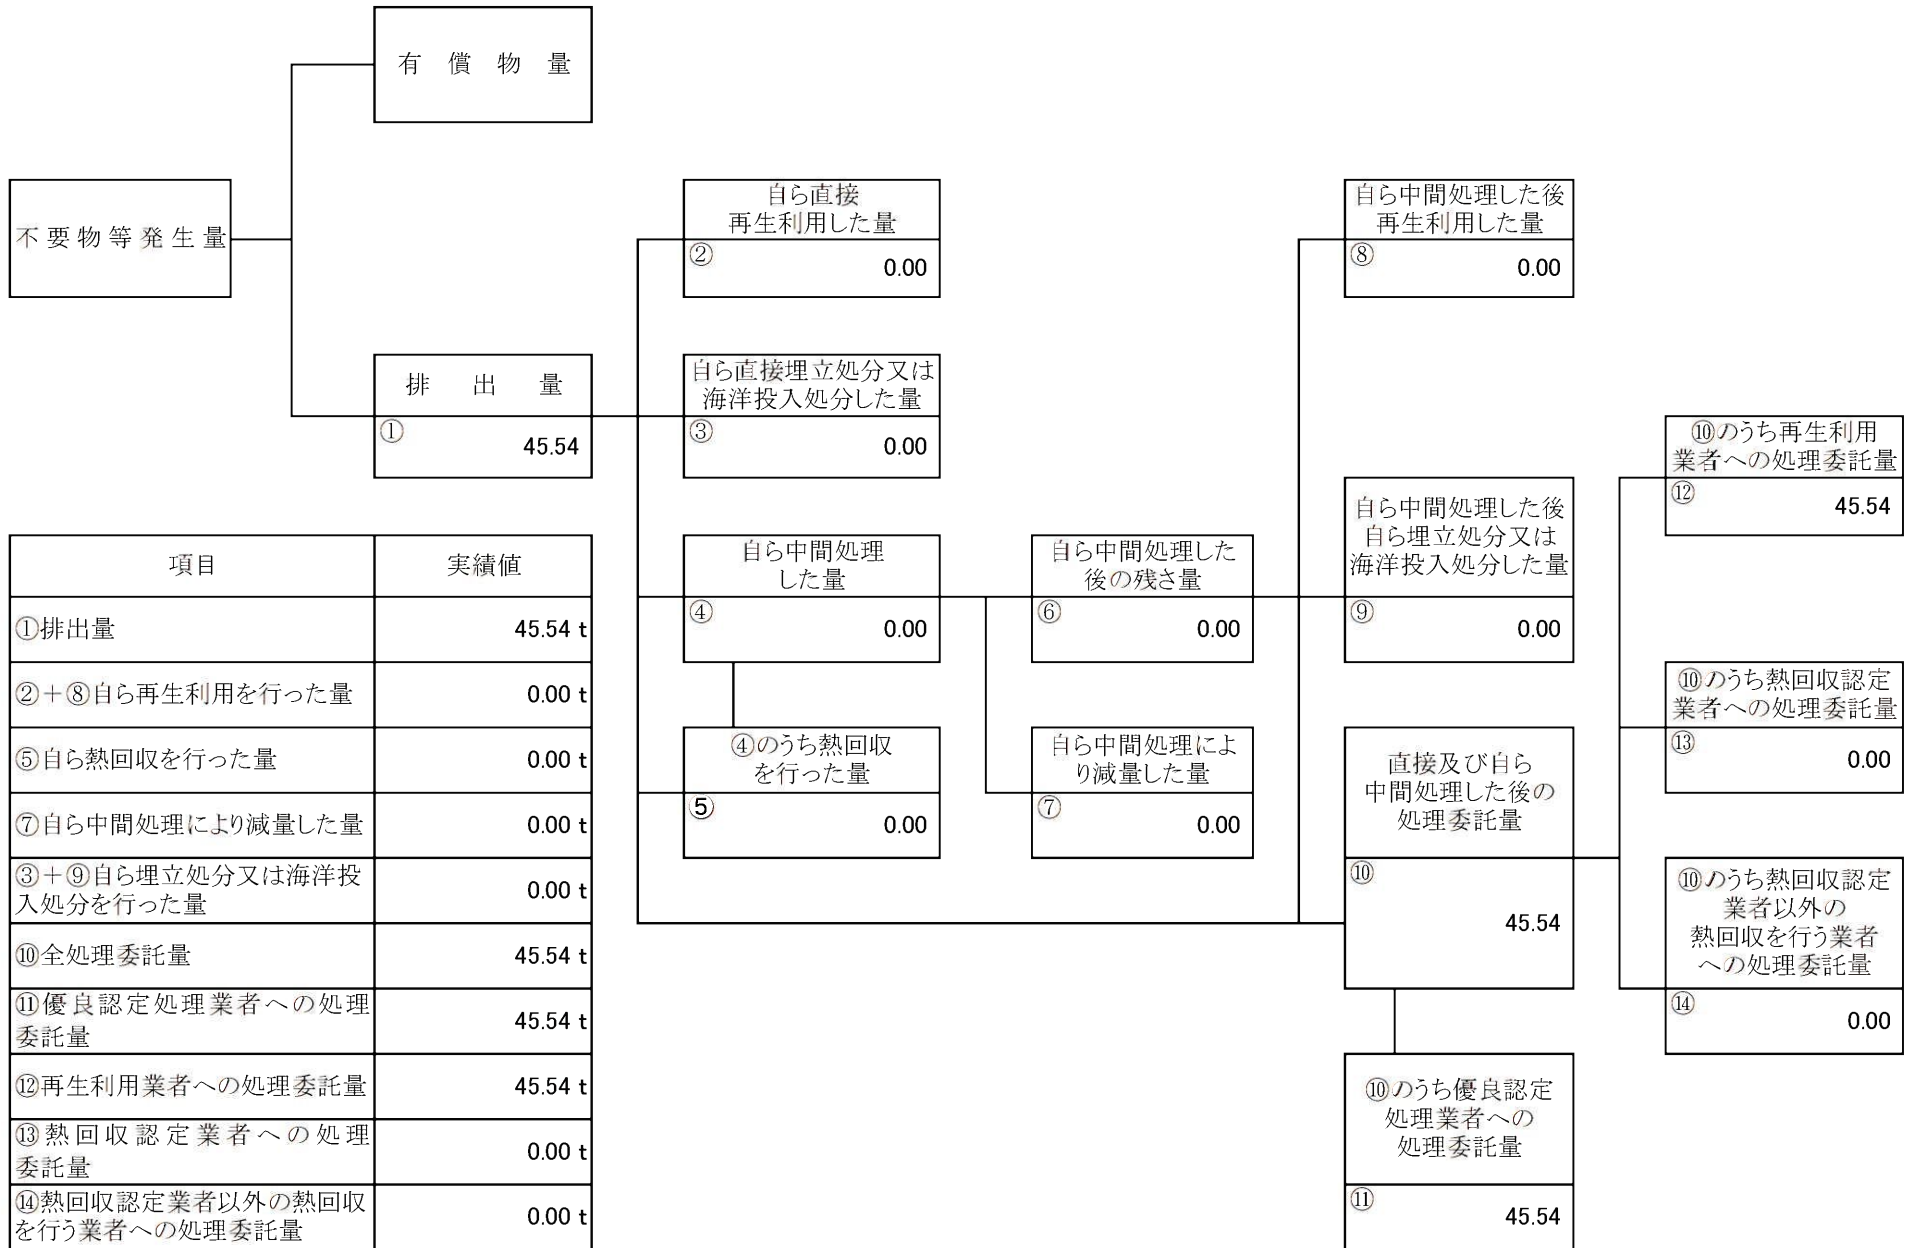 有償物量
不要物等発生量
排出量
①
45.54
自ら直接
再生利用した量
②
0.00
自ら直接埋立処分又は
海洋投入処分した量
③
0.00
自ら中間処理
した量
④
0.00
④のうち熱回収
を行った量
⑤
0.00
自ら中間処理した
後の残さ量
⑥
0.00
自ら中間処理によ
り減量した量
⑦
0.00
自ら中間処理した後
再生利用した量
⑧
0.00
自ら中間処理した後
自ら埋立処分又は
海洋投入処分した量
⑨
0.00
直接及び自ら
中間処理した後の
処理委託量
⑩
45.54
⑩のうち優良認定
処理業者への
処理委託量
⑪
45.54
⑩のうち再生利用
業者への処理委託量
⑫
45.54
⑩のうち熱回収認定
業者への処理委託量
⑬
0.00
⑩のうち熱回収認定
業者以外の
熱回収を行う業者
への処理委託量
⑭
0.00
項目 実績値
①排出量 45.54 t
②+⑧自ら再生利用を行った量 0.00 t
⑤自ら熱回収を行った量 0.00 t
⑦自ら中間処理により減量した量 0.00 t
③+⑨自ら埋立処分又は海洋投
入処分を行った量 0.00 t
⑩全処理委託量 45.54 t
⑪優良認定処理業者への処理
委託量 45.54 t
⑫再生利用業者への処理委託量 45.54 t
⑬熱回収認定業者への処理
委託量 0.00 t
⑭熱回収認定業者以外の熱回収
を行う業者への処理委託量 0.00 t